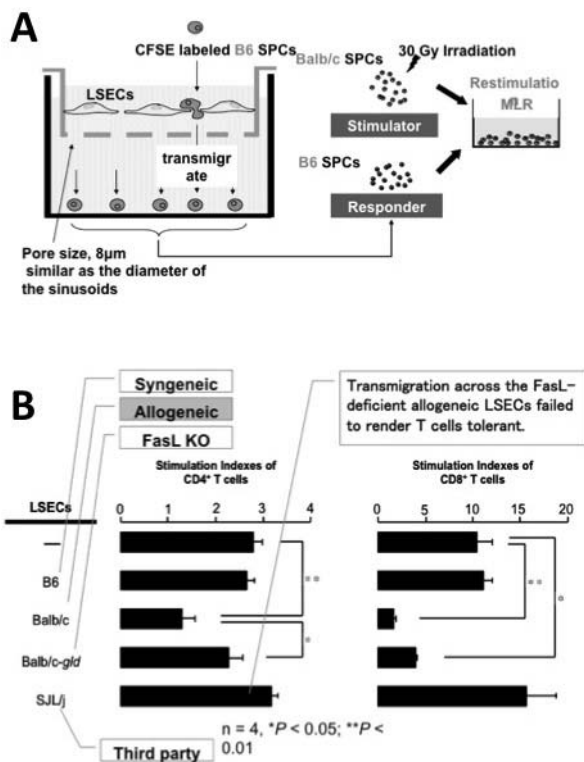 A
CFSE labeled B6 SPCs
LSECs
transmigr
ate
Pore size, 8µm
similar as the diameter of
the sinusoids
Balb/c SPCs
30 Gy Irradiation
Stimulator
B6 SPCs
Responder
Restimulatio
n
MLR
B
Syngeneic
Allogeneic
FasL KO
Transmigration across the FasL-
deficient allogeneic LSECs failed
to render T cells tolerant.
Stimulation Indexes of
CD4⁺ T cells
0 1 2 3 4
Stimulation Indexes of
CD8⁺ T cells
0 5 10 15 20
LSECs
—
B6
Balb/c
Balb/c-gld
SJL/j
**
*
**
*
Third party
n = 4, *P < 0.05; **P <
0.01